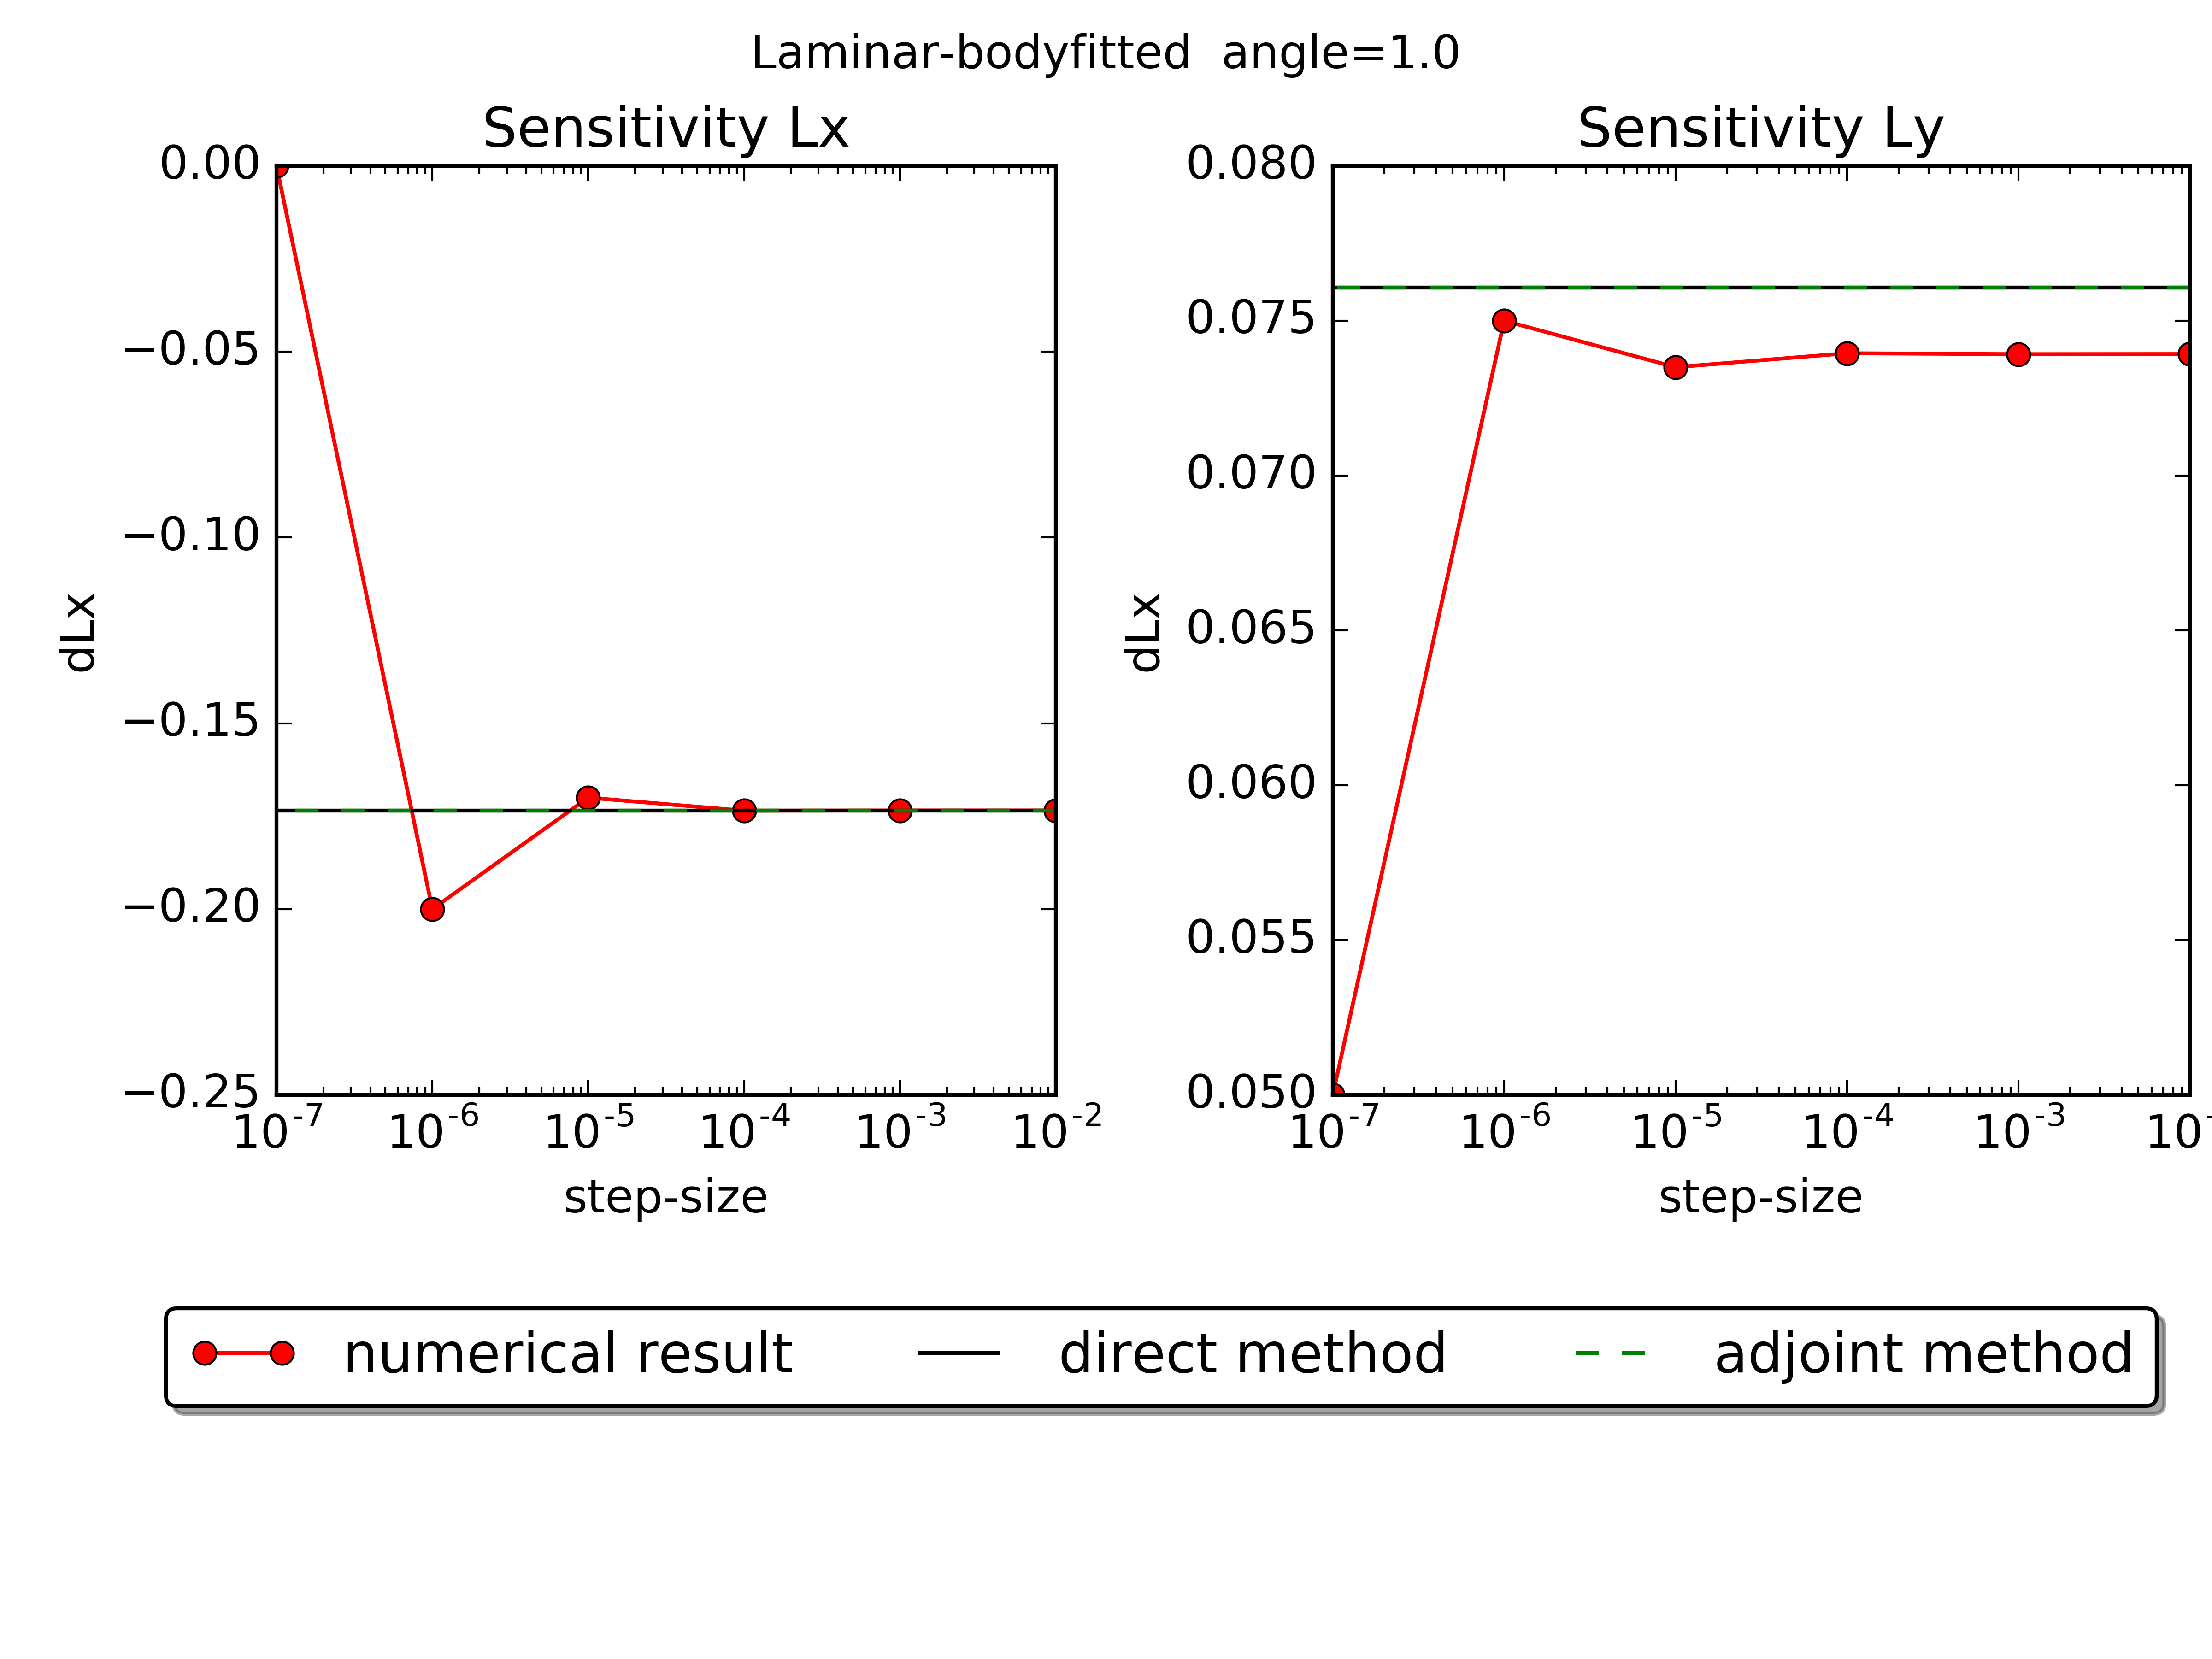 Laminar-bodyfitted  angle=1.0
Sensitivity Lx
0.00
−0.05
−0.10
−0.15
−0.20
−0.25
dLx
10^-7 10^-6 10^-5 10^-4 10^-3 10^-2
step-size
Sensitivity Ly
0.080
0.075
0.070
0.065
0.060
0.055
0.050
dLx
10^-7 10^-6 10^-5 10^-4 10^-3 10^-
step-size
numerical result direct method adjoint method